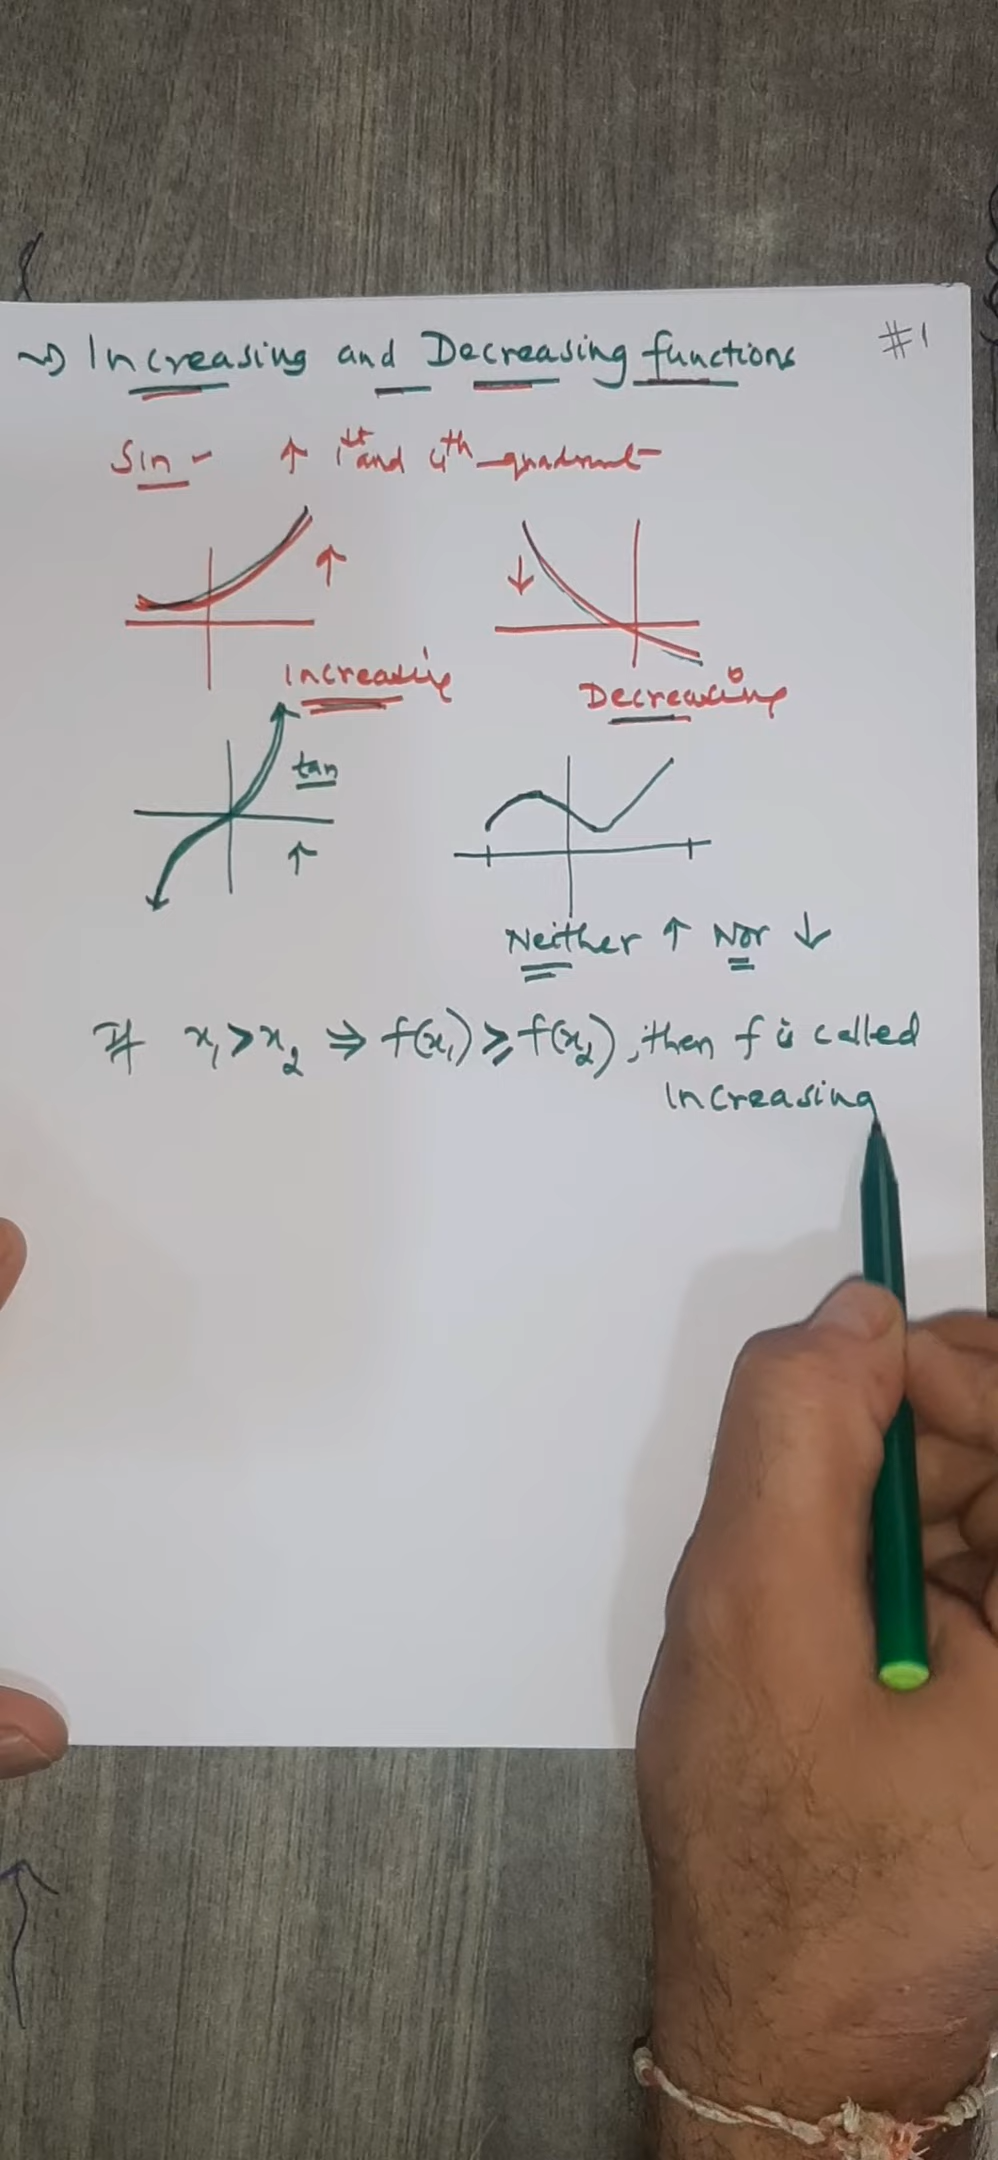 ~> Increasing and Decreasing functions #1
Sin - ↑ 1st and 4th quadrant
↑
↓
Increasing
Decreasing
tan
↑
Neither ↑ Nor ↓
If x₁ > x₂ ⇒ f(x₁) ≥ f(x₂), then f is called
Increasing